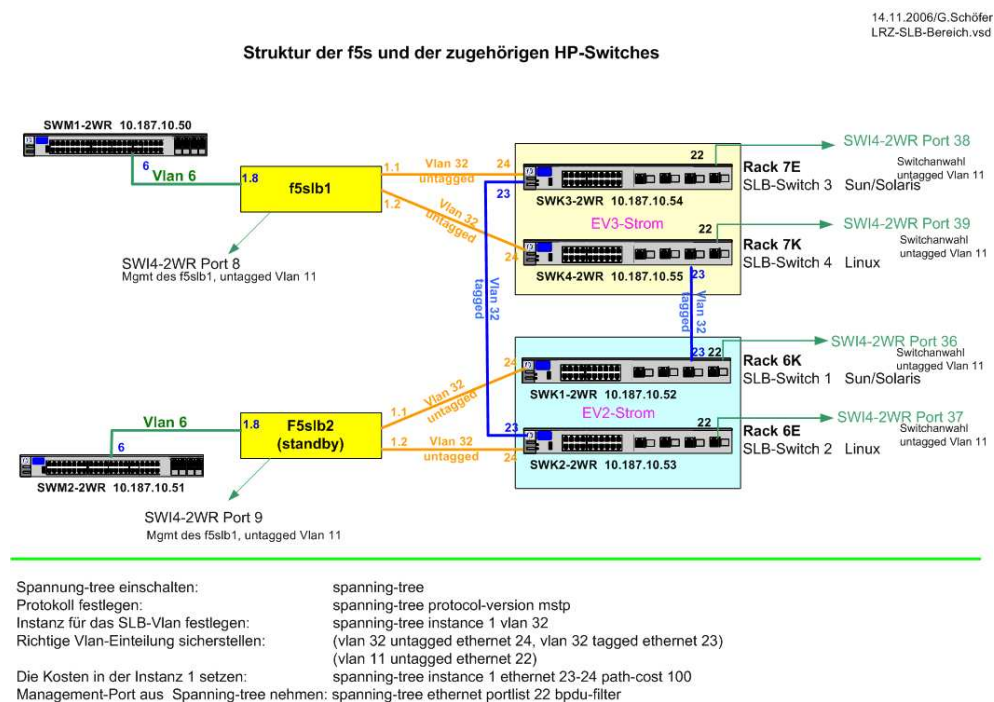 14.11.2006/G.Schöfer
LRZ-SLB-Bereich.vsd
Struktur der f5s und der zugehörigen HP-Switches
SWM1-2WR 10.187.10.50
6
Vlan 6
1.8
f5slb1
1.1
Vlan 32
untagged
24
1.2
Vlan 32
untagged
24
23
22
SWI4-2WR Port 38
Switchanwahl
untagged Vlan 11
Rack 7E
SLB-Switch 3 Sun/Solaris
SWK3-2WR 10.187.10.54
EV3-Strom
22
SWI4-2WR Port 39
Switchanwahl
untagged Vlan 11
Rack 7K
SLB-Switch 4 Linux
SWK4-2WR 10.187.10.55
23
SWI4-2WR Port 8
Mgmt des f5slb1, untagged Vlan 11
Vlan 32
tagged
Vlan 32
tagged
23 22
SWI4-2WR Port 36
Switchanwahl
untagged Vlan 11
Rack 6K
SLB-Switch 1 Sun/Solaris
24
SWK1-2WR 10.187.10.52
EV2-Strom
Vlan 32
untagged
1.1
Vlan 6
6
1.8
F5slb2
(standby)
1.2
Vlan 32
untagged
23
24
22
SWI4-2WR Port 37
Switchanwahl
untagged Vlan 11
Rack 6E
SLB-Switch 2 Linux
SWK2-2WR 10.187.10.53
SWM2-2WR 10.187.10.51
SWI4-2WR Port 9
Mgmt des f5slb1, untagged Vlan 11
Spannung-tree einschalten: spanning-tree
Protokoll festlegen: spanning-tree protocol-version mstp
Instanz für das SLB-Vlan festlegen: spanning-tree instance 1 vlan 32
Richtige Vlan-Einteilung sicherstellen: (vlan 32 untagged ethernet 24, vlan 32 tagged ethernet 23)
(vlan 11 untagged ethernet 22)
Die Kosten in der Instanz 1 setzen: spanning-tree instance 1 ethernet 23-24 path-cost 100
Management-Port aus Spanning-tree nehmen: spanning-tree ethernet portlist 22 bpdu-filter